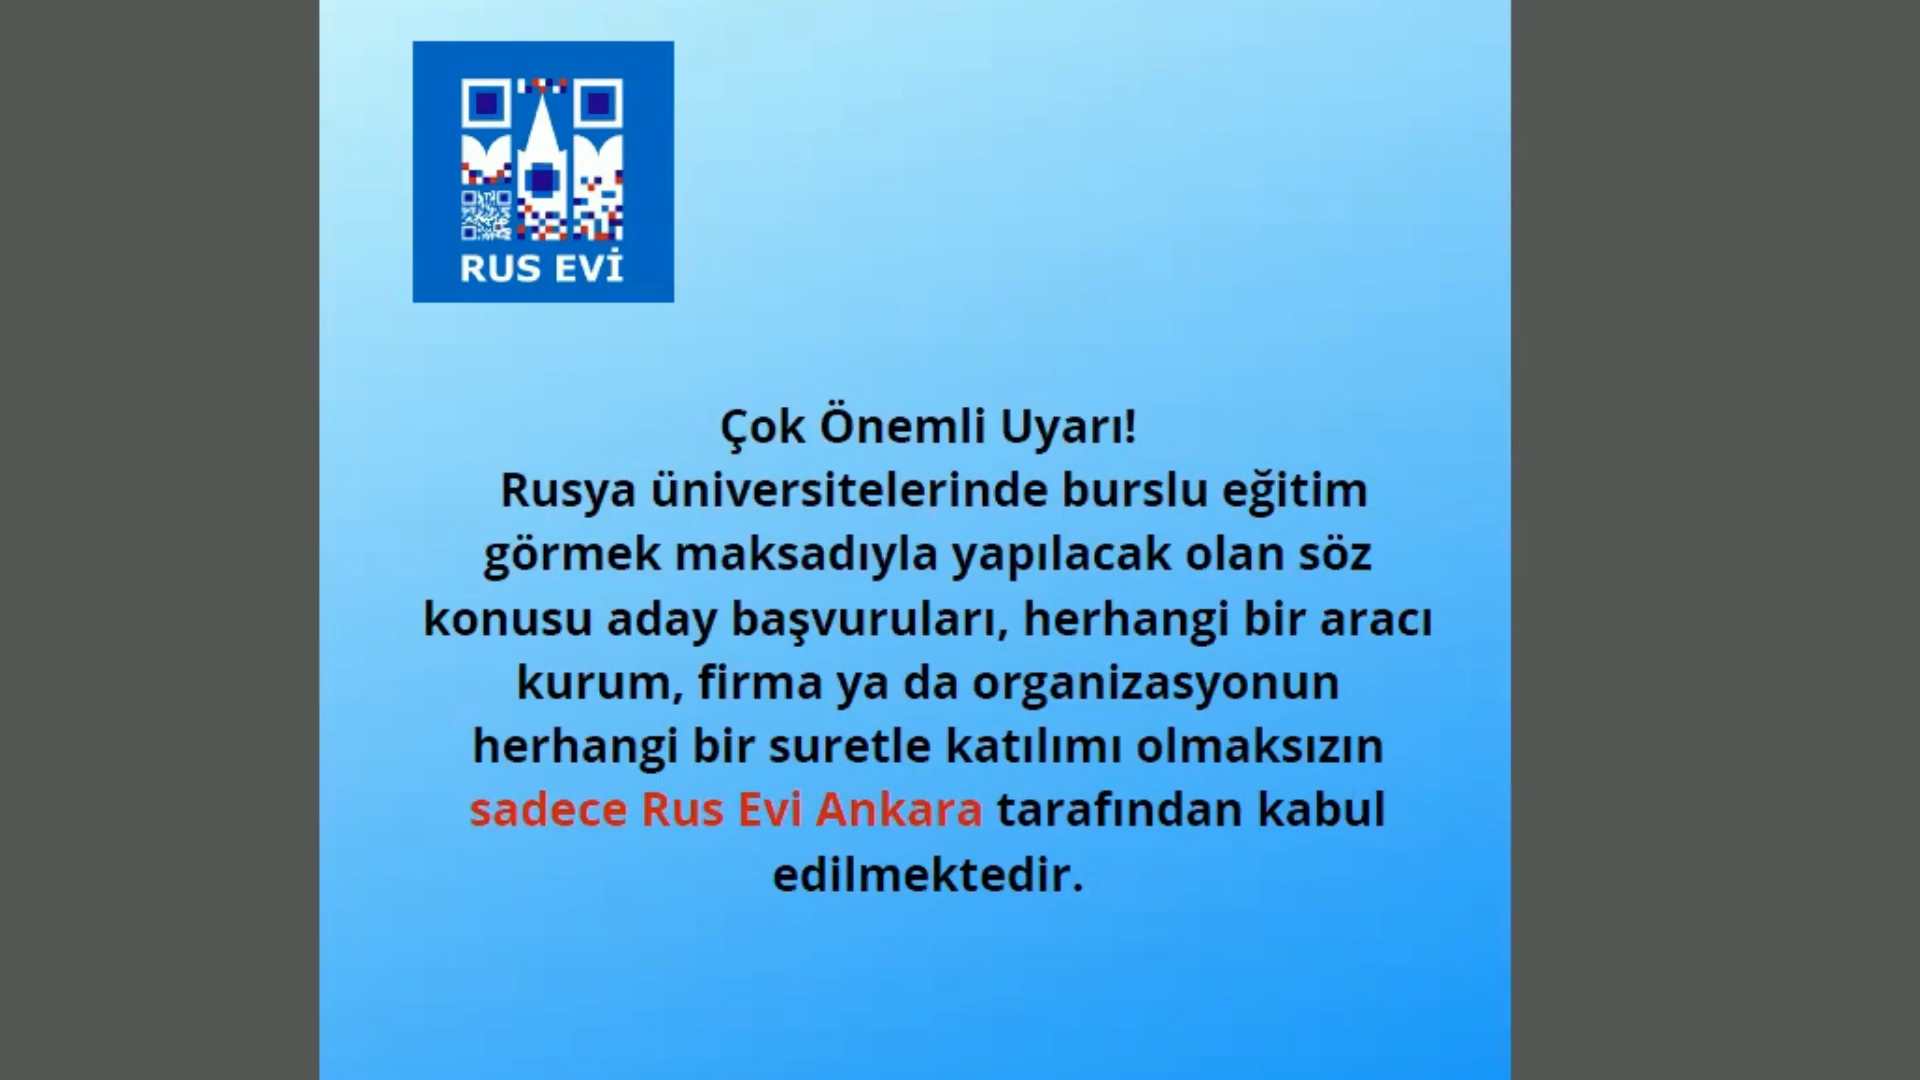 RUS EVİ
Çok Önemli Uyarı!
Rusya üniversitelerinde burslu eğitim
görmek maksadıyla yapılacak olan söz
konusu aday başvuruları, herhangi bir aracı
kurum, firma ya da organizasyonun
herhangi bir suretle katılımı olmaksızın
sadece Rus Evi Ankara tarafından kabul
edilmektedir.